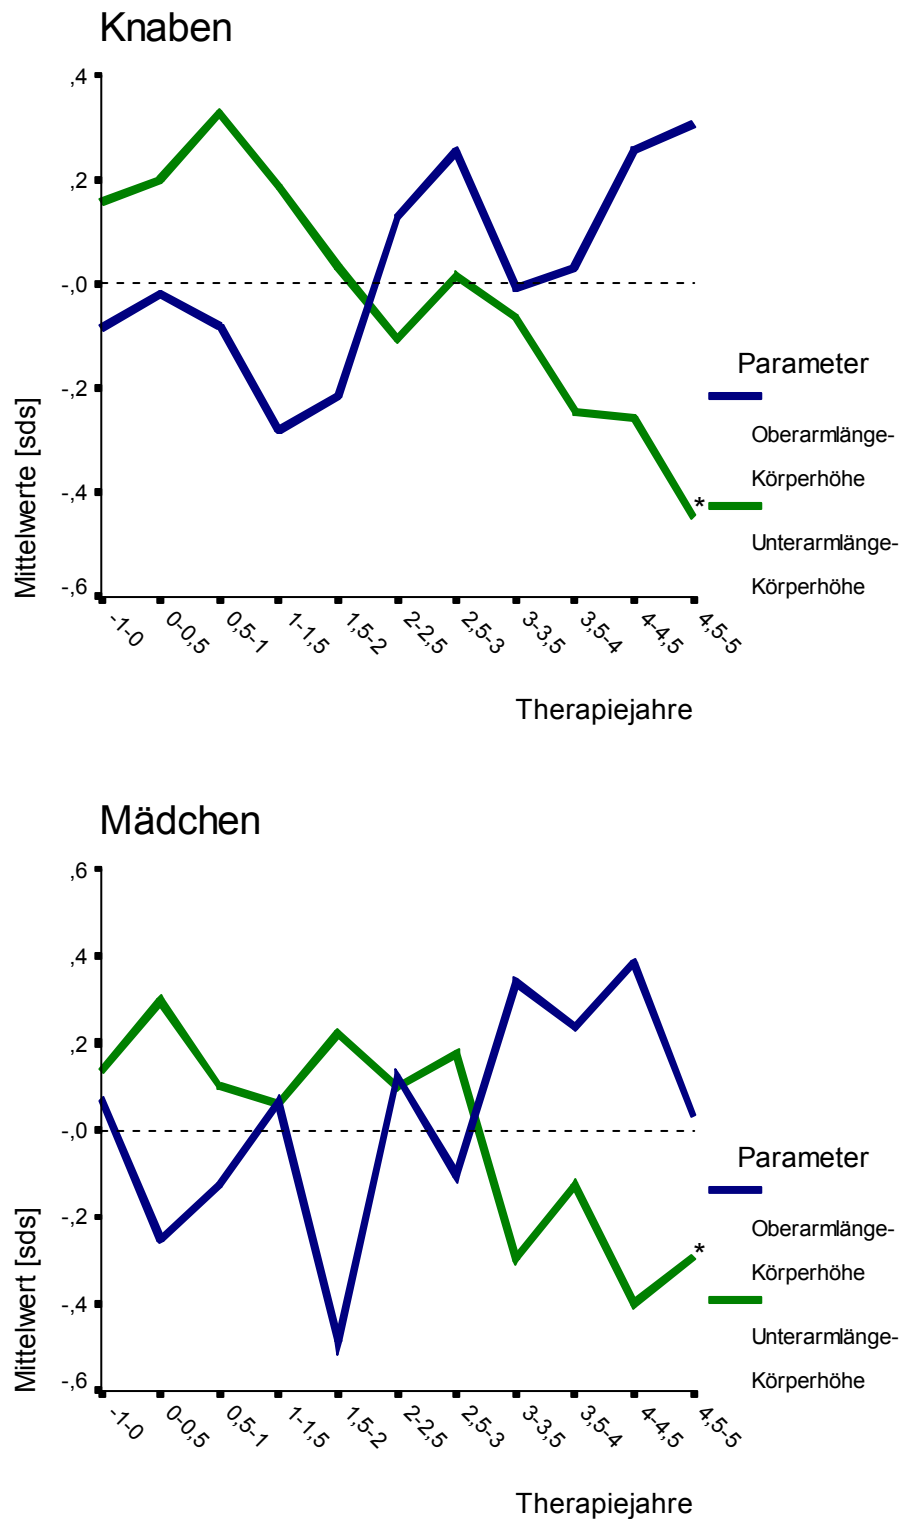 Knaben
,4
,2
-,0
-,2
-,4
-,6
Mittelwerte [sds]
-1-0
0-0,5
0,5-1
1-1,5
1,5-2
2-2,5
2,5-3
3-3,5
3,5-4
4-4,5
4,5-5
Therapiejahre
*
Parameter
Oberarmlänge-
Körperhöhe
Unterarmlänge-
Körperhöhe
Mädchen
,6
,4
,2
-,0
-,2
-,4
-,6
Mittelwert [sds]
-1-0
0-0,5
0,5-1
1-1,5
1,5-2
2-2,5
2,5-3
3-3,5
3,5-4
4-4,5
4,5-5
Therapiejahre
*
Parameter
Oberarmlänge-
Körperhöhe
Unterarmlänge-
Körperhöhe